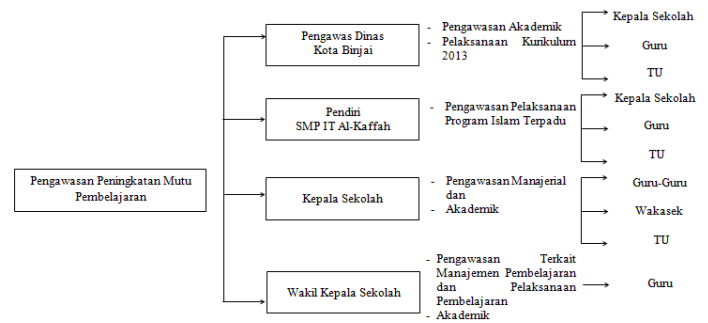 Pengawasan Peningkatan Mutu
Pembelajaran
Pengawas Dinas
Kota Binjai
- Pengawasan Akademik
- Pelaksanaan Kurikulum
2013
Kepala Sekolah
Guru
TU
Pendiri
SMP IT Al-Kaffah
- Pengawasan Pelaksanaan
Program Islam Terpadu
Kepala Sekolah
Guru
TU
Kepala Sekolah
- Pengawasan Manajerial
dan
- Akademik
Guru-Guru
Wakasek
TU
Wakil Kepala Sekolah
- Pengawasan Terkait
Manajemen Pembelajaran
dan Pelaksanaan
Pembelajaran
- Akademik
Guru